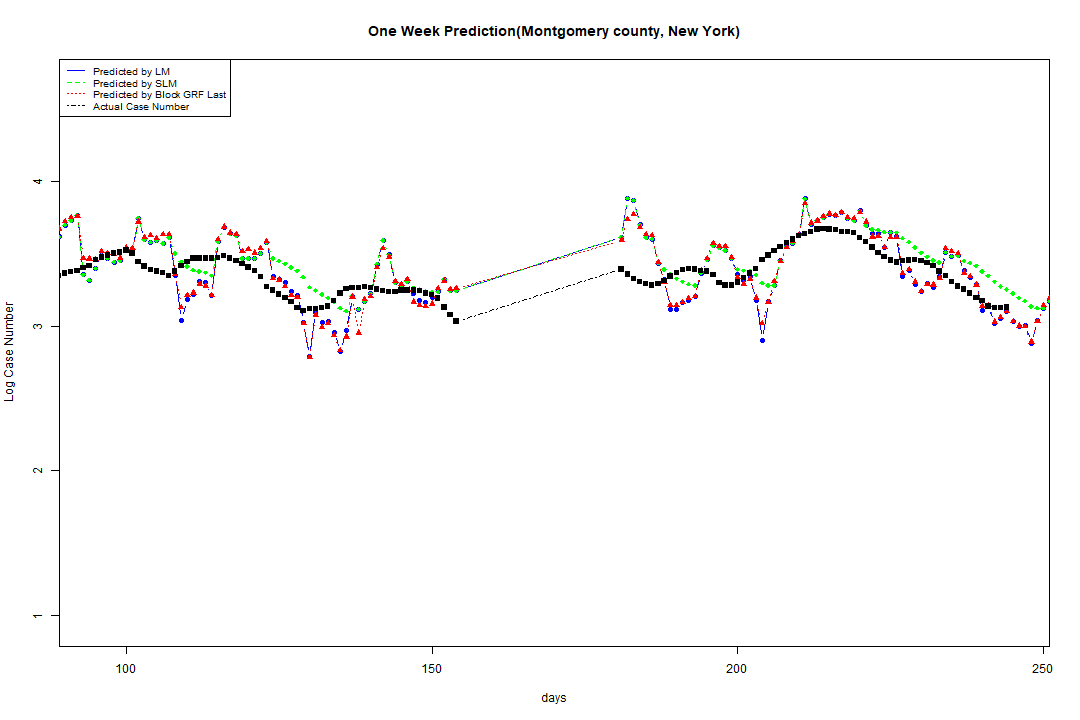 One Week Prediction(Montgomery county, New York)
Predicted by LM
Predicted by SLM
Predicted by Block GRF Last
Actual Case Number
4
3
2
1
Log Case Number
100 150 200 250
days